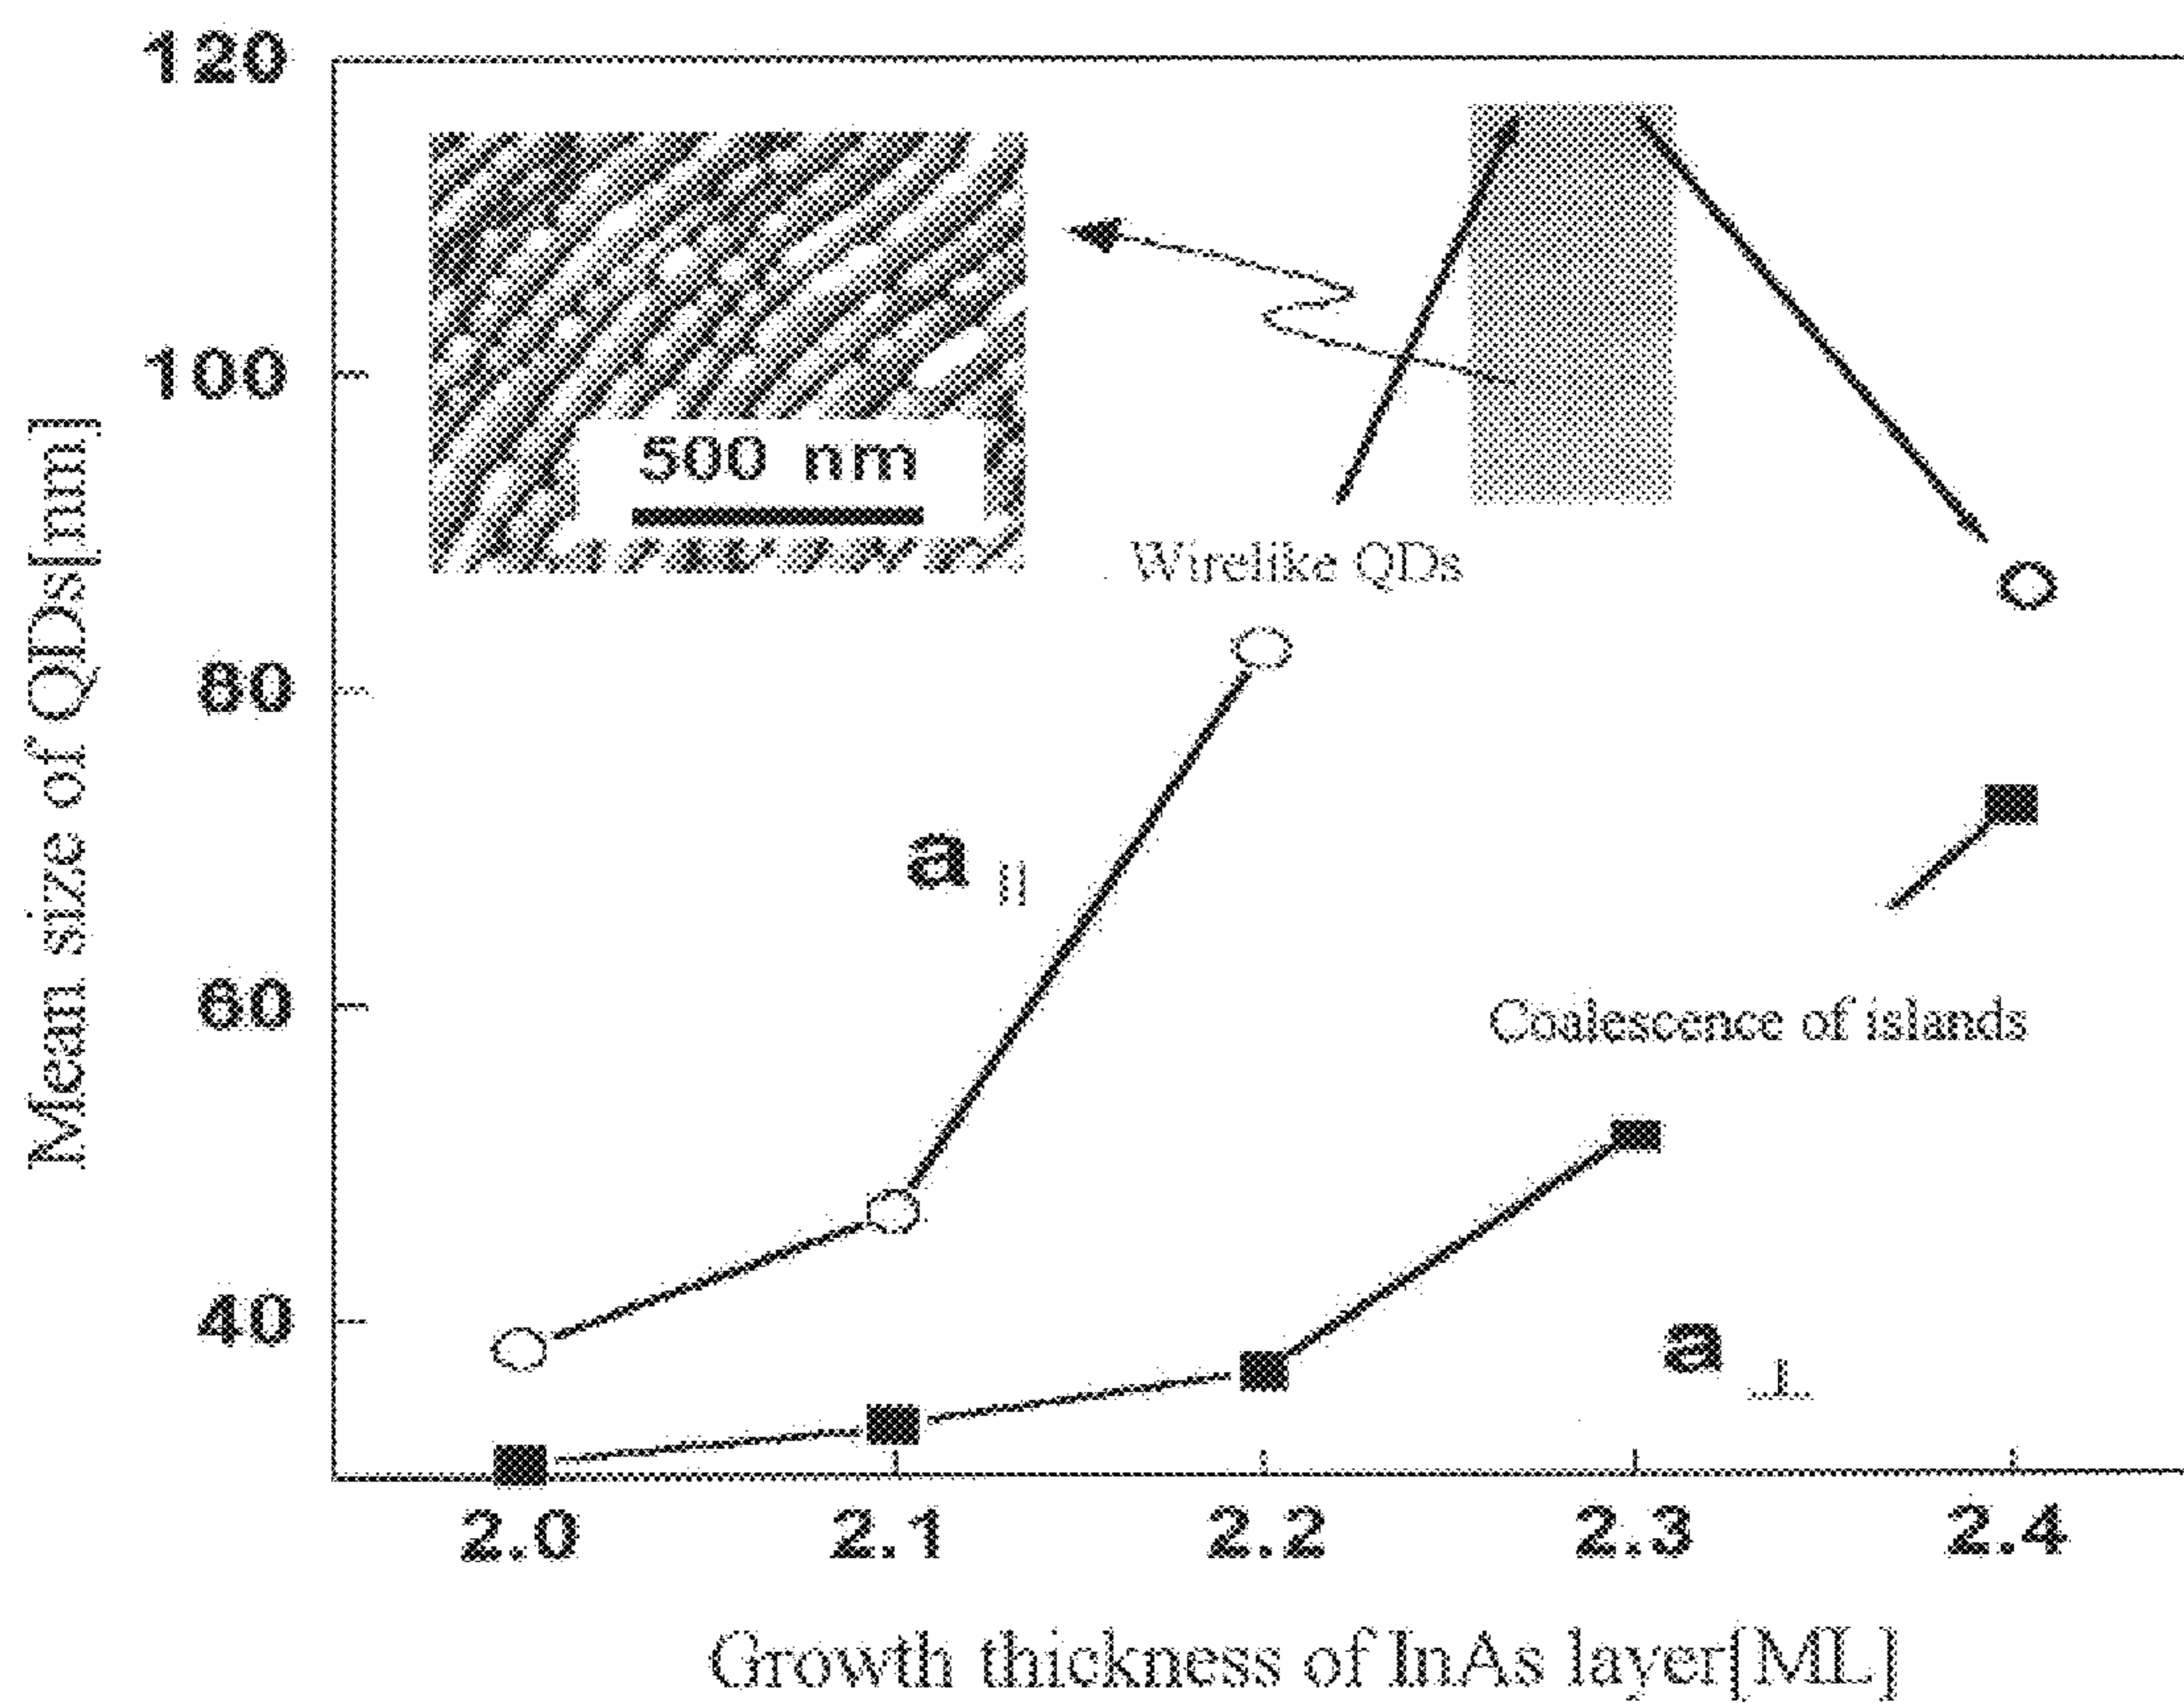 120
100
80
60
40
Mean size of QDs[nm]
500 nm
Wirelike QDs
a ||
Coalescence of islands
a ⊥
2.0 2.1 2.2 2.3 2.4
Growth thickness of InAs layer[ML]